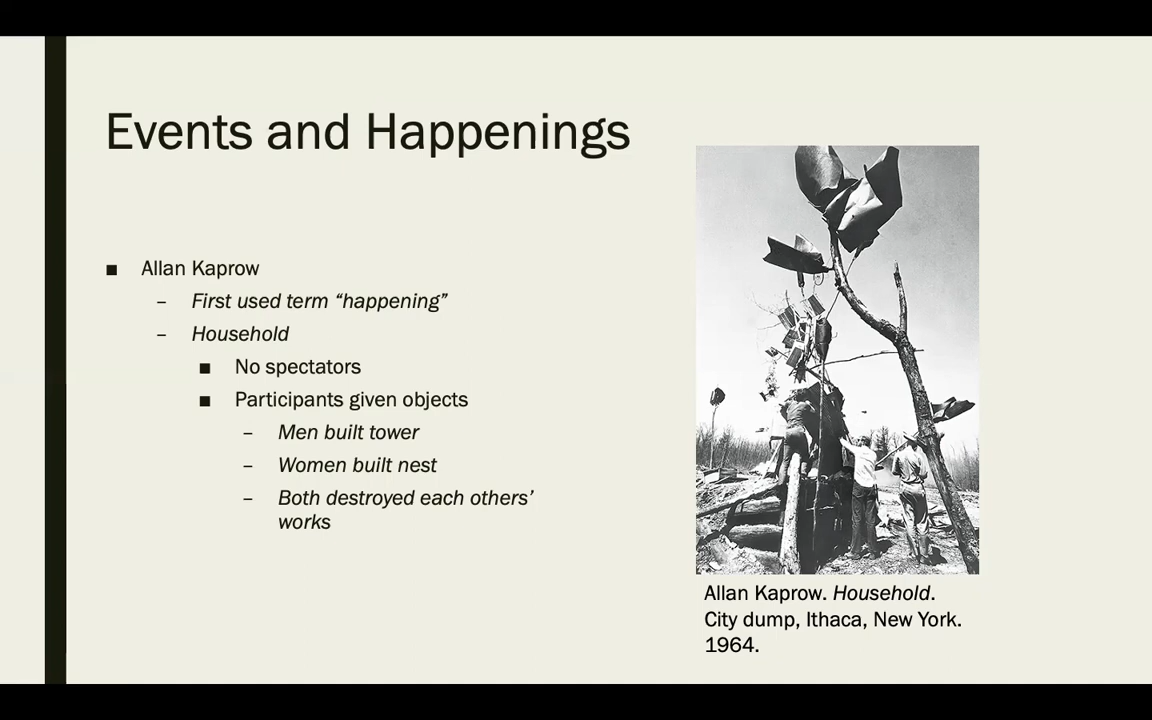 Events and Happenings
■ Allan Kaprow
– First used term “happening”
– Household
■ No spectators
■ Participants given objects
– Men built tower
– Women built nest
– Both destroyed each others’
works
Allan Kaprow. Household.
City dump, Ithaca, New York.
1964.